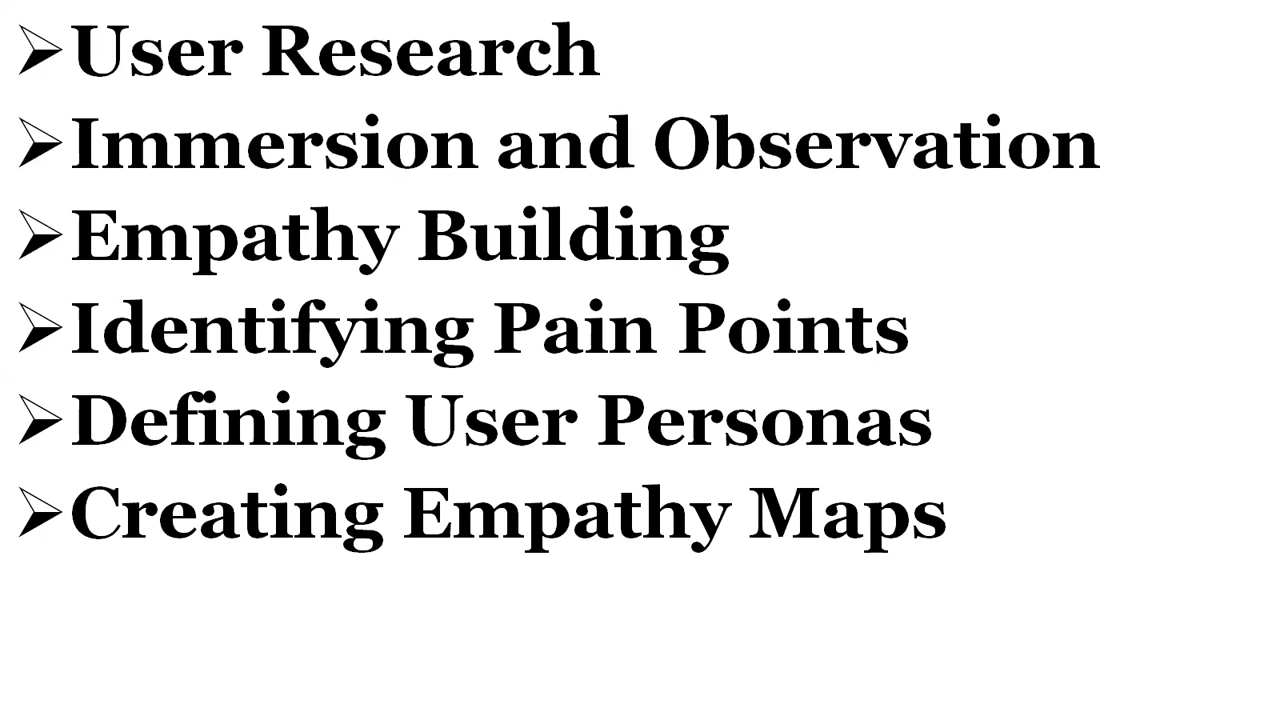 ➢User Research
➢Immersion and Observation
➢Empathy Building
➢Identifying Pain Points
➢Defining User Personas
➢Creating Empathy Maps